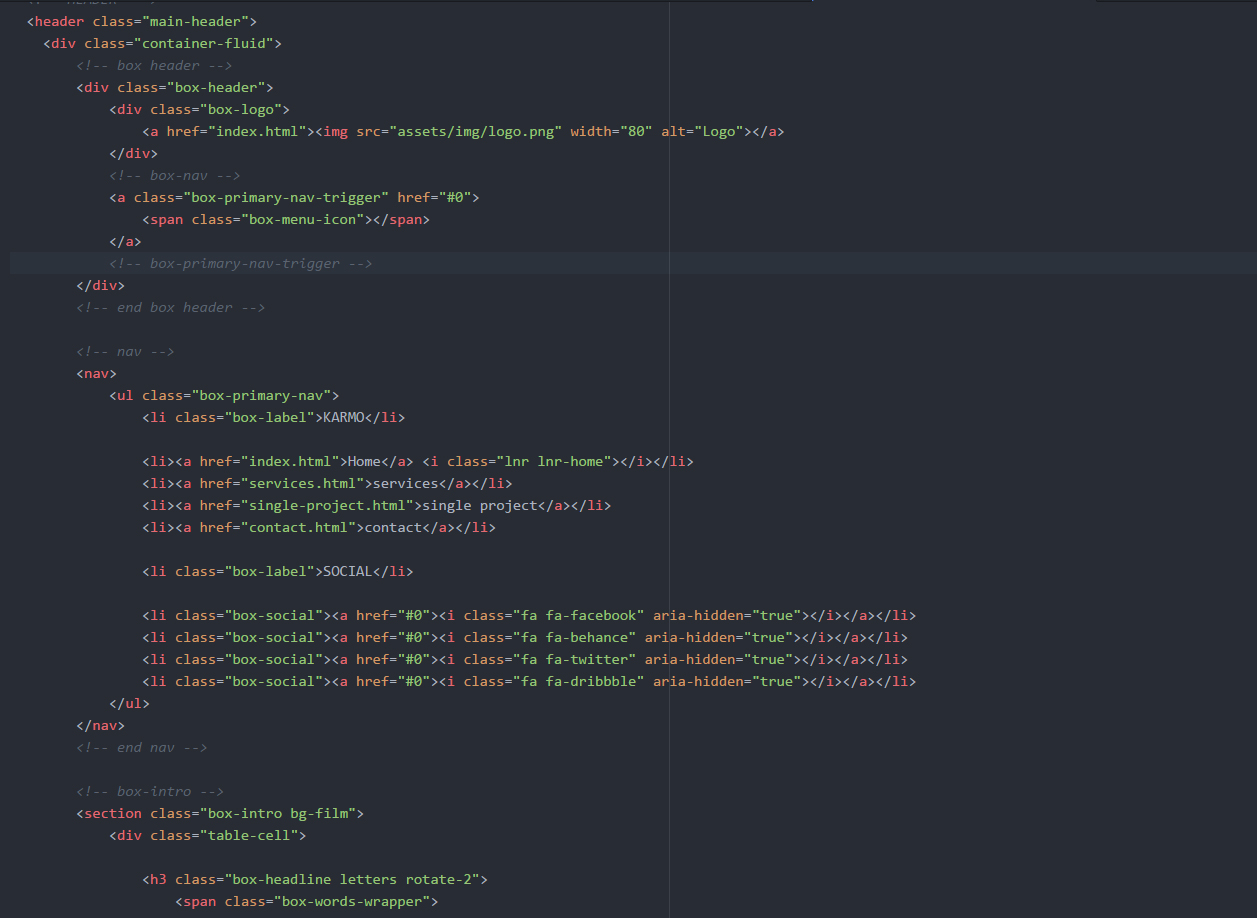 <header class="main-header">
<div class="container-fluid">
<!-- box header -->
<div class="box-header">
<div class="box-logo">
<a href="index.html"><img src="assets/img/logo.png" width="80" alt="Logo"></a>
</div>
<!-- box-nav -->
<a class="box-primary-nav-trigger" href="#0">
<span class="box-menu-icon"></span>
</a>
<!-- box-primary-nav-trigger -->
</div>
<!-- end box header -->
<!-- nav -->
<nav>
<ul class="box-primary-nav">
<li class="box-label">KARMO</li>
<li><a href="index.html">Home</a> <i class="lnr lnr-home"></i></li>
<li><a href="services.html">services</a></li>
<li><a href="single-project.html">single project</a></li>
<li><a href="contact.html">contact</a></li>
<li class="box-label">SOCIAL</li>
<li class="box-social"><a href="#0"><i class="fa fa-facebook" aria-hidden="true"></i></a></li>
<li class="box-social"><a href="#0"><i class="fa fa-behance" aria-hidden="true"></i></a></li>
<li class="box-social"><a href="#0"><i class="fa fa-twitter" aria-hidden="true"></i></a></li>
<li class="box-social"><a href="#0"><i class="fa fa-dribbble" aria-hidden="true"></i></a></li>
</ul>
</nav>
<!-- end nav -->
<!-- box-intro -->
<section class="box-intro bg-film">
<div class="table-cell">
<h3 class="box-headline letters rotate-2">
<span class="box-words-wrapper">